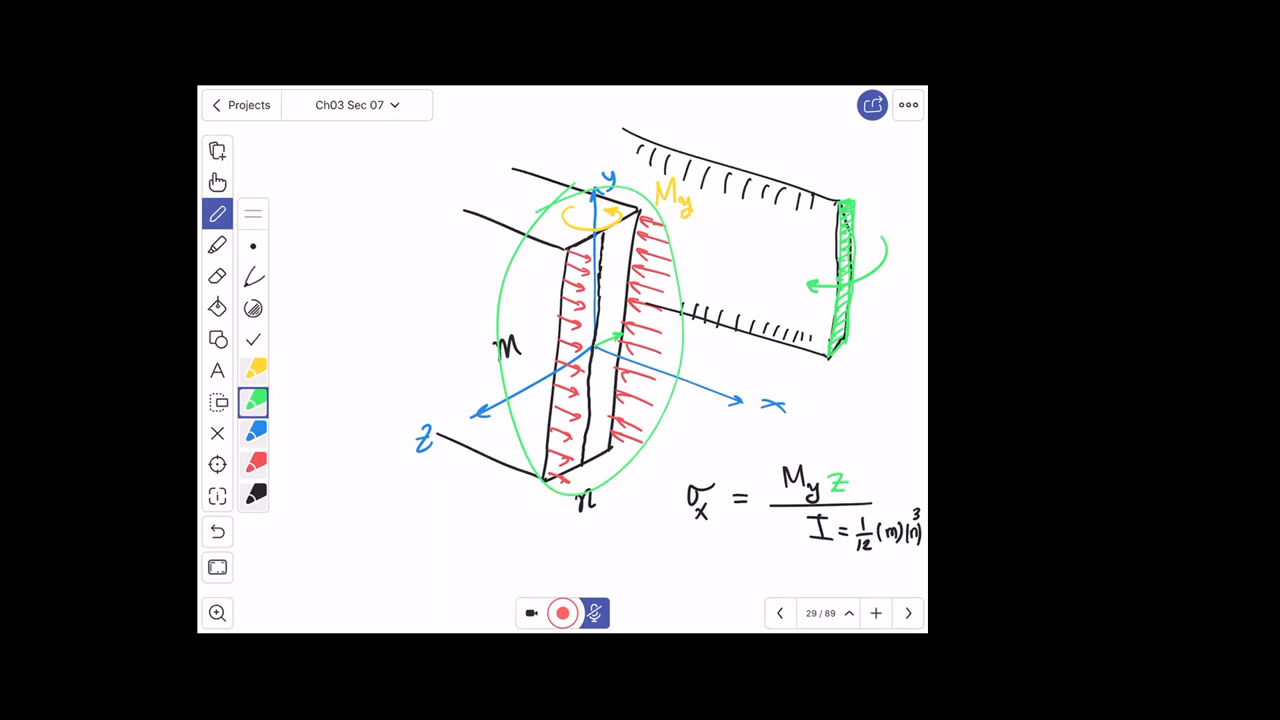 Projects
Ch03 Sec 07
y
My
m
x
z
n
σx = My z / I = 1/12 (m)(n)³
29 / 89